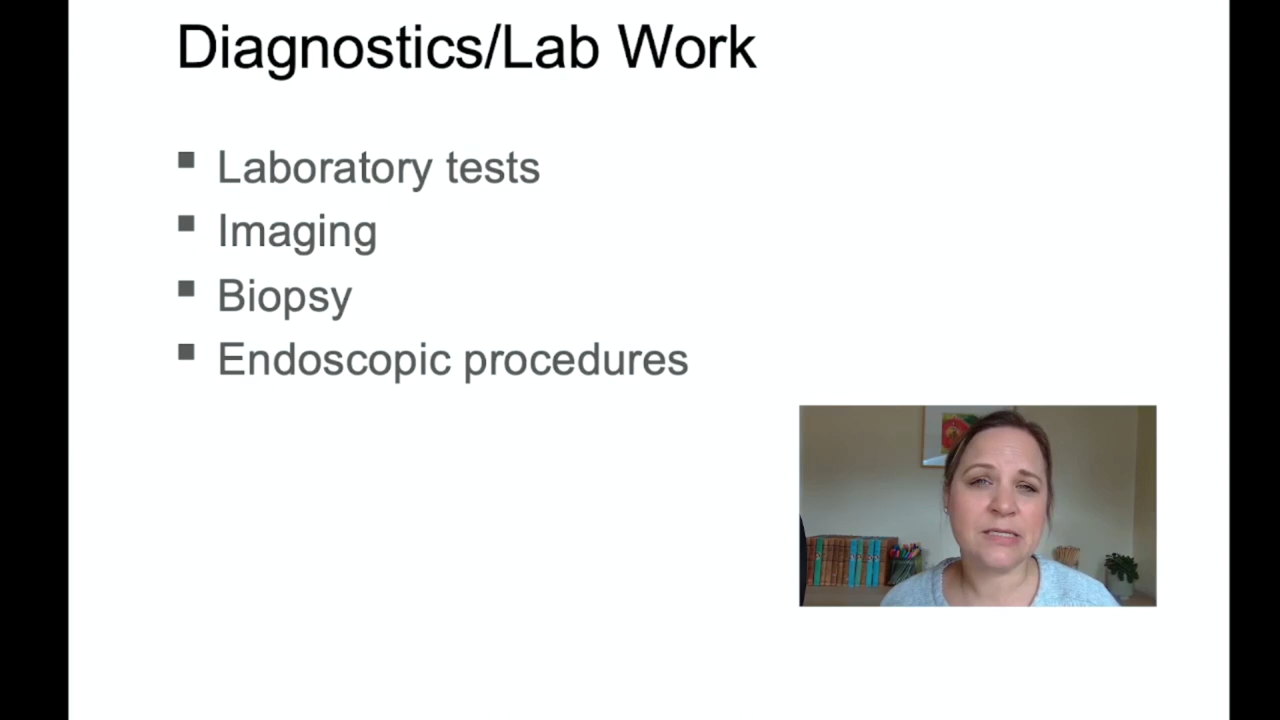 Diagnostics/Lab Work
Laboratory tests
Imaging
Biopsy
Endoscopic procedures